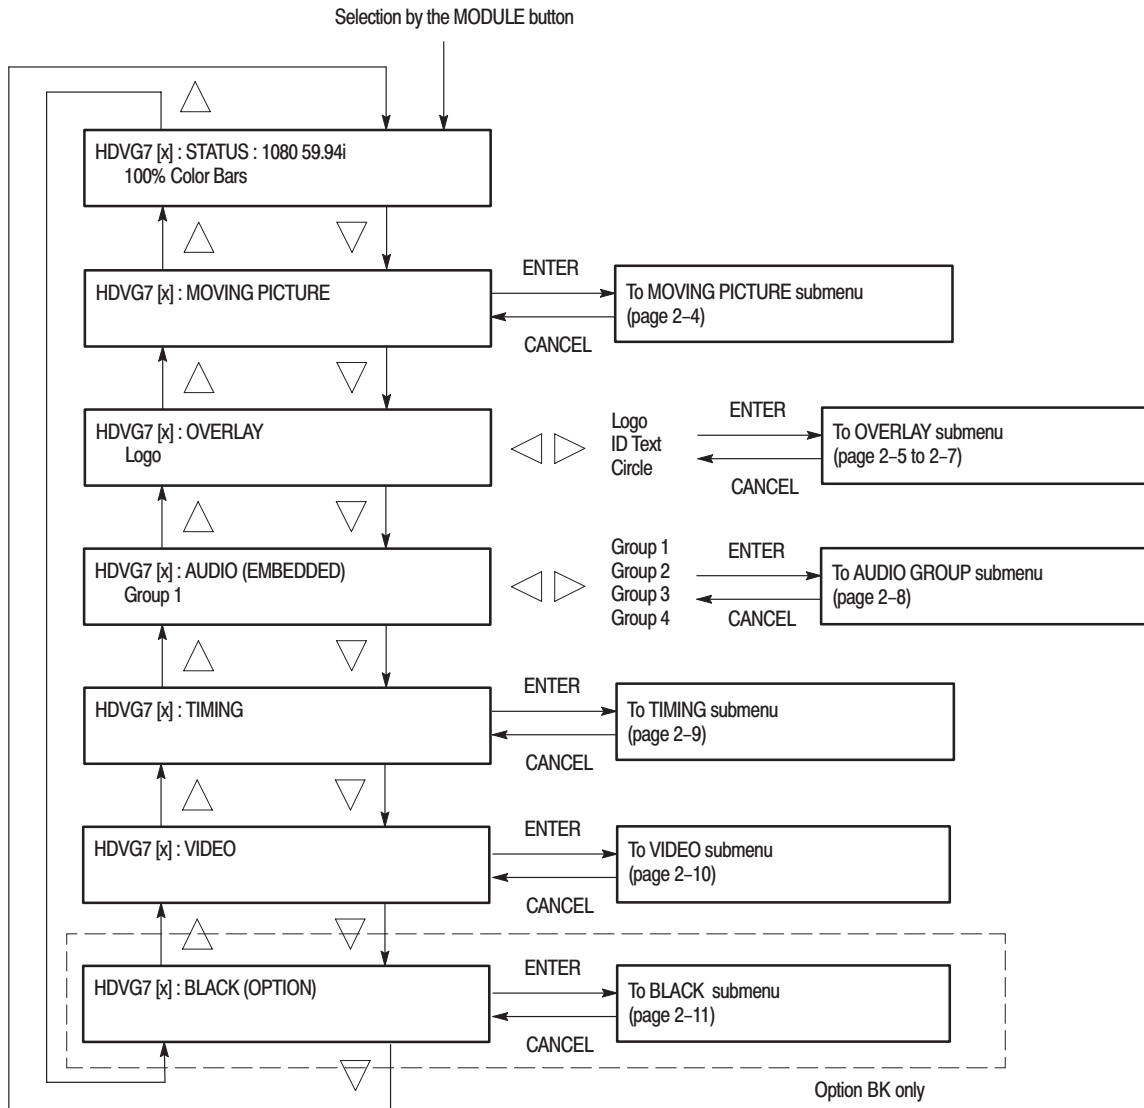 Selection by the MODULE button
HDVG7 [x] : STATUS : 1080 59.94i
100% Color Bars
HDVG7 [x] : MOVING PICTURE
ENTER
CANCEL
To MOVING PICTURE submenu
(page 2–4)
HDVG7 [x] : OVERLAY
Logo
Logo
ID Text
Circle
ENTER
CANCEL
To OVERLAY submenu
(page 2–5 to 2–7)
HDVG7 [x] : AUDIO (EMBEDDED)
Group 1
Group 1
Group 2
Group 3
Group 4
ENTER
CANCEL
To AUDIO GROUP submenu
(page 2–8)
HDVG7 [x] : TIMING
ENTER
CANCEL
To TIMING submenu
(page 2–9)
HDVG7 [x] : VIDEO
ENTER
CANCEL
To VIDEO submenu
(page 2–10)
HDVG7 [x] : BLACK (OPTION)
ENTER
CANCEL
To BLACK submenu
(page 2–11)
Option BK only